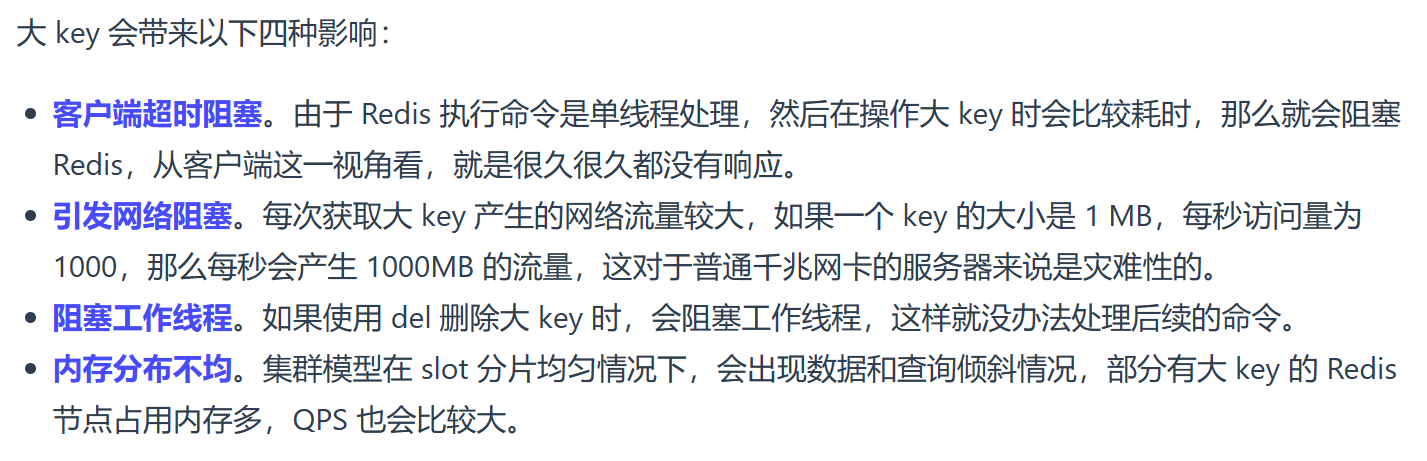 大 key 会带来以下四种影响：
客户端超时阻塞。由于 Redis 执行命令是单线程处理，然后在操作大 key 时会比较耗时，那么就会阻塞
Redis，从客户端这一视角看，就是很久很久都没有响应。
引发网络阻塞。每次获取大 key 产生的网络流量较大，如果一个 key 的大小是 1 MB，每秒访问量为
1000，那么每秒会产生 1000MB 的流量，这对于普通千兆网卡的服务器来说是灾难性的。
阻塞工作线程。如果使用 del 删除大 key 时，会阻塞工作线程，这样就没办法处理后续的命令。
内存分布不均。集群模型在 slot 分片均匀情况下，会出现数据和查询倾斜情况，部分有大 key 的 Redis
节点占用内存多，QPS 也会比较大。